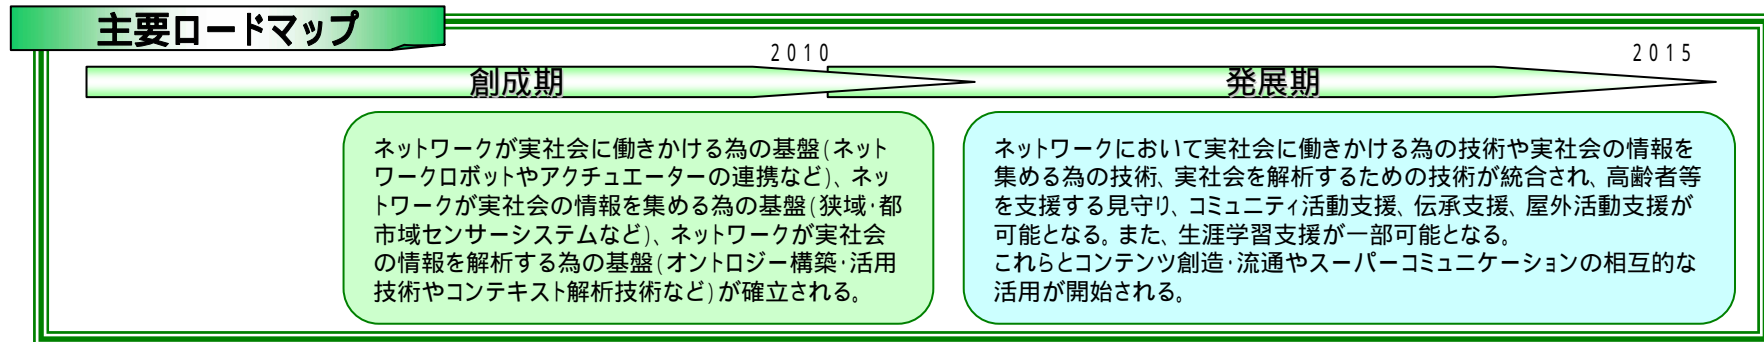 主要ロードマップ
2010
2015
創成期
発展期
ネットワークが実社会に働きかける為の基盤(ネット
ワークロボットやアクチュエーターの連携など)、ネッ
トワークが実社会の情報を集める為の基盤(狭域・都
市域センサーシステムなど)、ネットワークが実社会
の情報を解析する為の基盤(オントロジー構築・活用
技術やコンテキスト解析技術など)が確立される。
ネットワークにおいて実社会に働きかける為の技術や実社会の情報を
集める為の技術、実社会を解析するための技術が統合され、高齢者等
を支援する見守り、コミュニティ活動支援、伝承支援、屋外活動支援が
可能となる。また、生涯学習支援が一部可能となる。
これらとコンテンツ創造・流通やスーパーコミュニケーションの相互的な
活用が開始される。